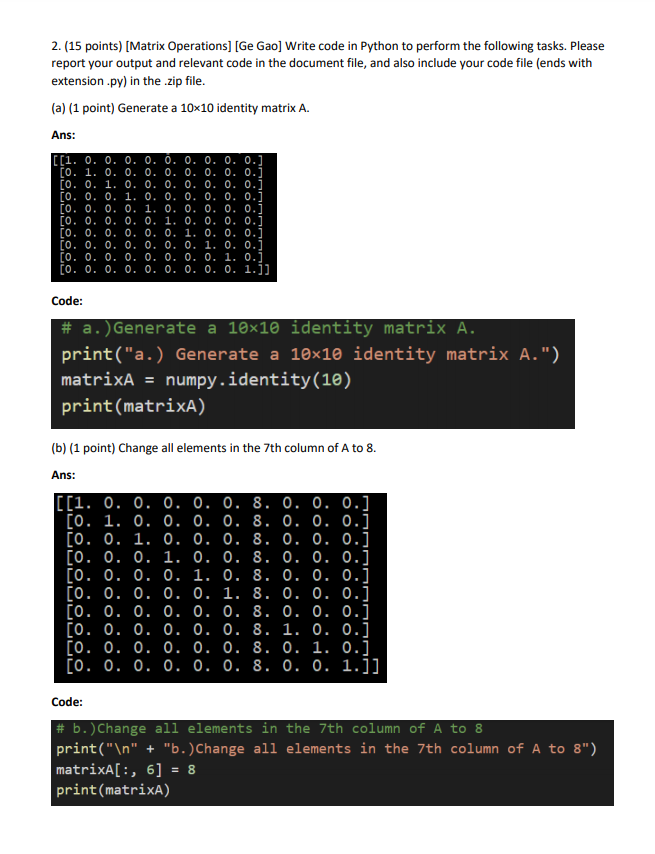 2. (15 points) [Matrix Operations] [Ge Gao] Write code in Python to perform the following tasks. Please
report your output and relevant code in the document file, and also include your code file (ends with
extension .py) in the .zip file.
(a) (1 point) Generate a 10×10 identity matrix A.
Ans:
[[1. 0. 0. 0. 0. 0. 0. 0. 0. 0.]
[0. 1. 0. 0. 0. 0. 0. 0. 0. 0.]
[0. 0. 1. 0. 0. 0. 0. 0. 0. 0.]
[0. 0. 0. 1. 0. 0. 0. 0. 0. 0.]
[0. 0. 0. 0. 1. 0. 0. 0. 0. 0.]
[0. 0. 0. 0. 0. 1. 0. 0. 0. 0.]
[0. 0. 0. 0. 0. 0. 1. 0. 0. 0.]
[0. 0. 0. 0. 0. 0. 0. 1. 0. 0.]
[0. 0. 0. 0. 0. 0. 0. 0. 1. 0.]
[0. 0. 0. 0. 0. 0. 0. 0. 0. 1.]]
Code:
# a.)Generate a 10×10 identity matrix A.
print("a.) Generate a 10×10 identity matrix A.")
matrixA = numpy.identity(10)
print(matrixA)
(b) (1 point) Change all elements in the 7th column of A to 8.
Ans:
[[1. 0. 0. 0. 0. 0. 8. 0. 0. 0.]
[0. 1. 0. 0. 0. 0. 8. 0. 0. 0.]
[0. 0. 1. 0. 0. 0. 8. 0. 0. 0.]
[0. 0. 0. 1. 0. 0. 8. 0. 0. 0.]
[0. 0. 0. 0. 1. 0. 8. 0. 0. 0.]
[0. 0. 0. 0. 0. 1. 8. 0. 0. 0.]
[0. 0. 0. 0. 0. 0. 8. 0. 0. 0.]
[0. 0. 0. 0. 0. 0. 8. 1. 0. 0.]
[0. 0. 0. 0. 0. 0. 8. 0. 1. 0.]
[0. 0. 0. 0. 0. 0. 8. 0. 0. 1.]]
Code:
# b.)Change all elements in the 7th column of A to 8
print("\n" + "b.)Change all elements in the 7th column of A to 8")
matrixA[:, 6] = 8
print(matrixA)